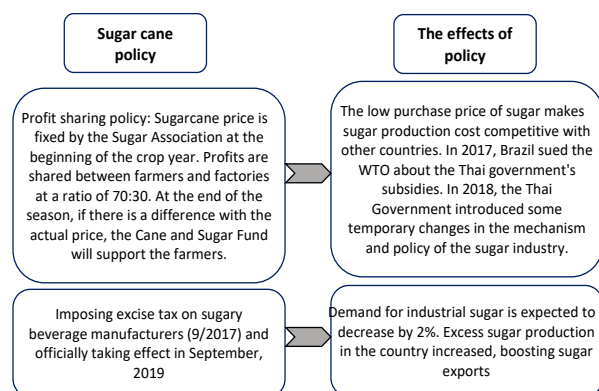 Sugar cane
policy
The effects of
policy
Profit sharing policy: Sugarcane price is
fixed by the Sugar Association at the
beginning of the crop year. Profits are
shared between farmers and factories
at a ratio of 70:30. At the end of the
season, if there is a difference with the
actual price, the Cane and Sugar Fund
will support the farmers.
The low purchase price of sugar makes
sugar production cost competitive with
other countries. In 2017, Brazil sued the
WTO about the Thai government's
subsidies. In 2018, the Thai
Government introduced some
temporary changes in the mechanism
and policy of the sugar industry.
Imposing excise tax on sugary
beverage manufacturers (9/2017) and
officially taking effect in September,
2019
Demand for industrial sugar is expected to
decrease by 2%. Excess sugar production
in the country increased, boosting sugar
exports